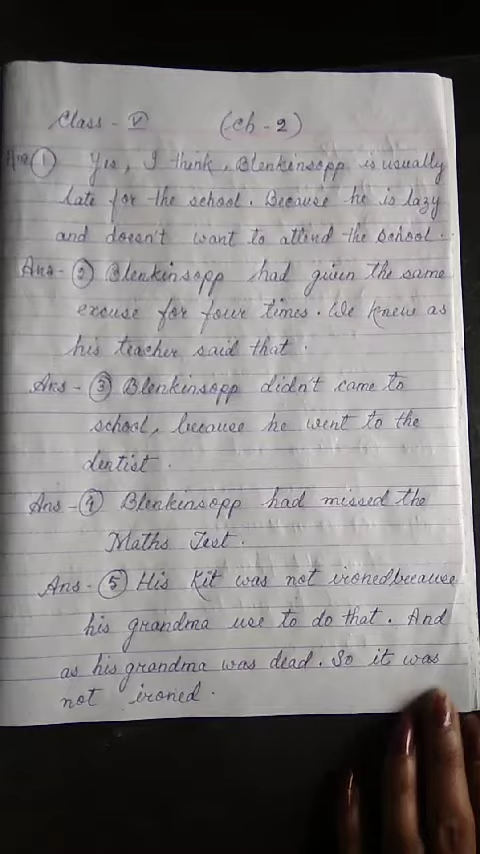 Class - V (Ch - 2)
Ans ① Yes, I think, Blenkinsopp is usually
late for the school. Because he is lazy
and doesn't want to attend the school.
Ans - ② Blenkinsopp had given the same
excuse for four times. We knew as
his teacher said that.
Ans - ③ Blenkinsopp didn't came to
school, because he went to the
dentist.
Ans - ④ Blenkinsopp had missed the
Maths Test.
Ans - ⑤ His Kit was not ironed because
his grandma use to do that. And
as his grandma was dead. So it was
not ironed.